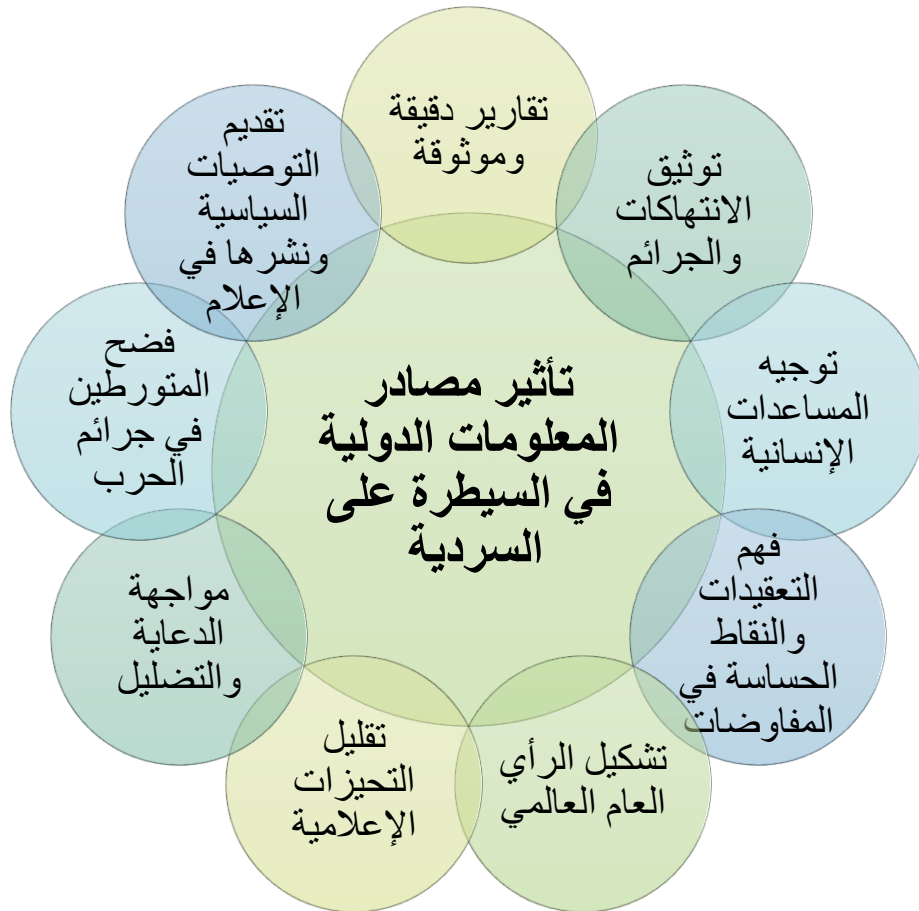 تقارير دقيقة
وموثوقة
توثيق
الانتهاكات
والجرائم
توجيه
المساعدات
الإنسانية
فهم
التعقيدات
والنقاط
الحساسة في
المفاوضات
تشكيل الرأي
العام العالمي
تقليل
التحيزات
الإعلامية
مواجهة
الدعاية
والتضليل
فضح
المتورطين
في جرائم
الحرب
تقديم
التوصيات
السياسية
ونشرها في
الإعلام
تأثير مصادر
المعلومات الدولية
في السيطرة على
السردية